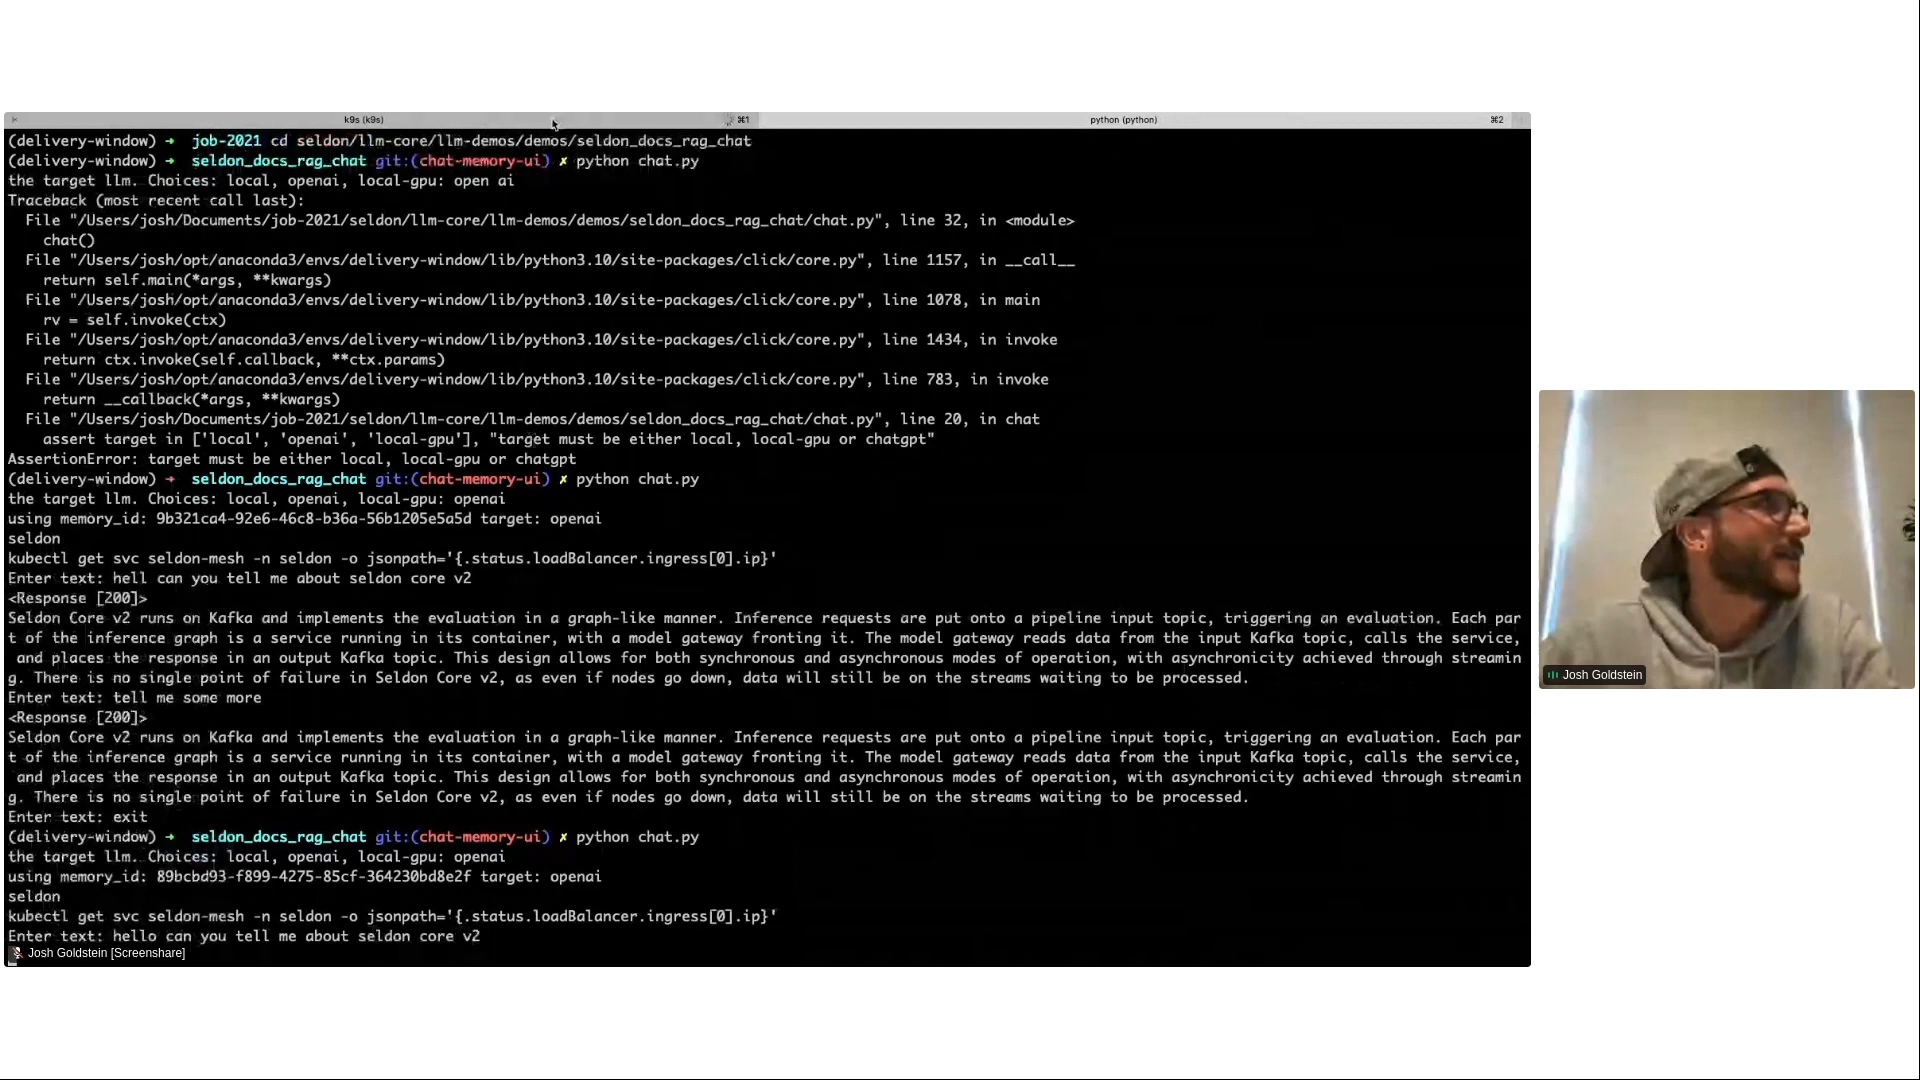 k9s (k9s)
⌘1
python (python)
⌘2
(delivery-window) ➜  job-2021 cd seldon/llm-core/llm-demos/demos/seldon_docs_rag_chat
(delivery-window) ➜  seldon_docs_rag_chat git:(chat-memory-ui) ✗ python chat.py
the target llm. Choices: local, openai, local-gpu: open ai
Traceback (most recent call last):
  File "/Users/josh/Documents/job-2021/seldon/llm-core/llm-demos/demos/seldon_docs_rag_chat/chat.py", line 32, in <module>
    chat()
  File "/Users/josh/opt/anaconda3/envs/delivery-window/lib/python3.10/site-packages/click/core.py", line 1157, in __call__
    return self.main(*args, **kwargs)
  File "/Users/josh/opt/anaconda3/envs/delivery-window/lib/python3.10/site-packages/click/core.py", line 1078, in main
    rv = self.invoke(ctx)
  File "/Users/josh/opt/anaconda3/envs/delivery-window/lib/python3.10/site-packages/click/core.py", line 1434, in invoke
    return ctx.invoke(self.callback, **ctx.params)
  File "/Users/josh/opt/anaconda3/envs/delivery-window/lib/python3.10/site-packages/click/core.py", line 783, in invoke
    return __callback(*args, **kwargs)
  File "/Users/josh/Documents/job-2021/seldon/llm-core/llm-demos/demos/seldon_docs_rag_chat/chat.py", line 20, in chat
    assert target in ['local', 'openai', 'local-gpu'], "target must be either local, local-gpu or chatgpt"
AssertionError: target must be either local, local-gpu or chatgpt
(delivery-window) ➜  seldon_docs_rag_chat git:(chat-memory-ui) ✗ python chat.py
the target llm. Choices: local, openai, local-gpu: openai
using memory_id: 9b321ca4-92e6-46c8-b36a-56b1205e5a5d target: openai
seldon
kubectl get svc seldon-mesh -n seldon -o jsonpath='{.status.loadBalancer.ingress[0].ip}'
Enter text: hell can you tell me about seldon core v2
<Response [200]>
Seldon Core v2 runs on Kafka and implements the evaluation in a graph-like manner. Inference requests are put onto a pipeline input topic, triggering an evaluation. Each par
t of the inference graph is a service running in its container, with a model gateway fronting it. The model gateway reads data from the input Kafka topic, calls the service,
 and places the response in an output Kafka topic. This design allows for both synchronous and asynchronous modes of operation, with asynchronicity achieved through streamin
g. There is no single point of failure in Seldon Core v2, as even if nodes go down, data will still be on the streams waiting to be processed.
Enter text: tell me some more
<Response [200]>
Seldon Core v2 runs on Kafka and implements the evaluation in a graph-like manner. Inference requests are put onto a pipeline input topic, triggering an evaluation. Each par
t of the inference graph is a service running in its container, with a model gateway fronting it. The model gateway reads data from the input Kafka topic, calls the service,
 and places the response in an output Kafka topic. This design allows for both synchronous and asynchronous modes of operation, with asynchronicity achieved through streamin
g. There is no single point of failure in Seldon Core v2, as even if nodes go down, data will still be on the streams waiting to be processed.
Enter text: exit
(delivery-window) ➜  seldon_docs_rag_chat git:(chat-memory-ui) ✗ python chat.py
the target llm. Choices: local, openai, local-gpu: openai
using memory_id: 89bcbd93-f899-4275-85cf-364230bd8e2f target: openai
seldon
kubectl get svc seldon-mesh -n seldon -o jsonpath='{.status.loadBalancer.ingress[0].ip}'
Enter text: hello can you tell me about seldon core v2
Josh Goldstein [Screenshare]
Josh Goldstein